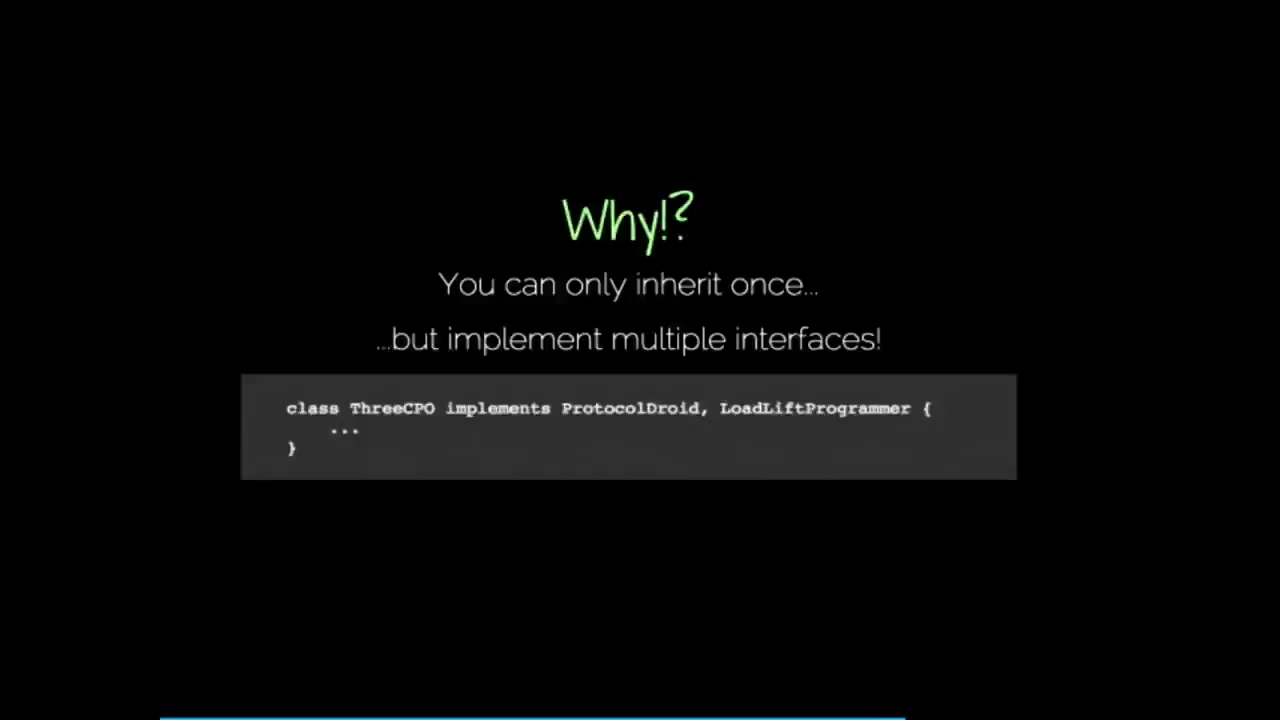 Why!?
You can only inherit once...
...but implement multiple interfaces!
class ThreeCPO implements ProtocolDroid, LoadLiftProgrammer {
...
}